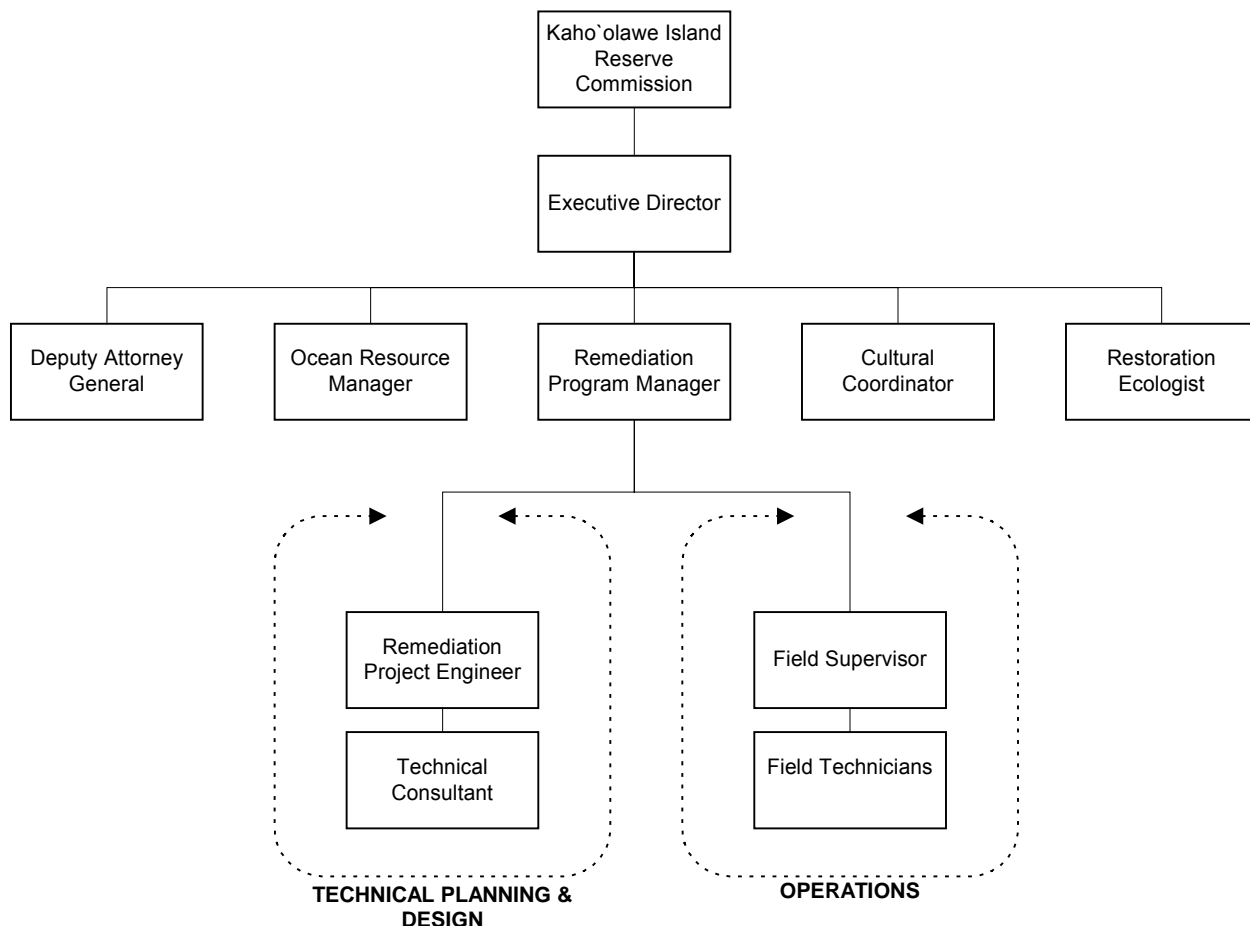 Kaho`olawe Island
Reserve
Commission
Executive Director
Deputy Attorney
General
Ocean Resource
Manager
Remediation
Program Manager
Cultural
Coordinator
Restoration
Ecologist
Remediation
Project Engineer
Technical
Consultant
Field Supervisor
Field Technicians
TECHNICAL PLANNING &
DESIGN
OPERATIONS